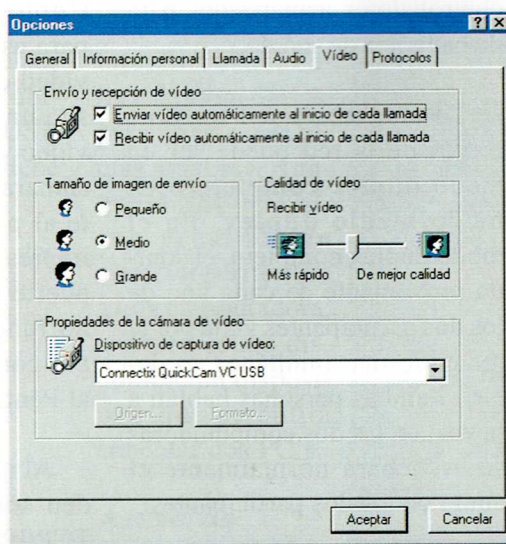 Opciones
General Información personal Llamada Audio Vídeo Protocolos
Envío y recepción de vídeo
Enviar vídeo automáticamente al inicio de cada llamada
Recibir vídeo automáticamente al inicio de cada llamada
Tamaño de imagen de envío
Pequeño
Medio
Grande
Calidad de vídeo
Recibir vídeo
Más rápido De mejor calidad
Propiedades de la cámara de vídeo
Dispositivo de captura de vídeo:
Connectix QuickCam VC USB
Origen... Formato...
Aceptar Cancelar